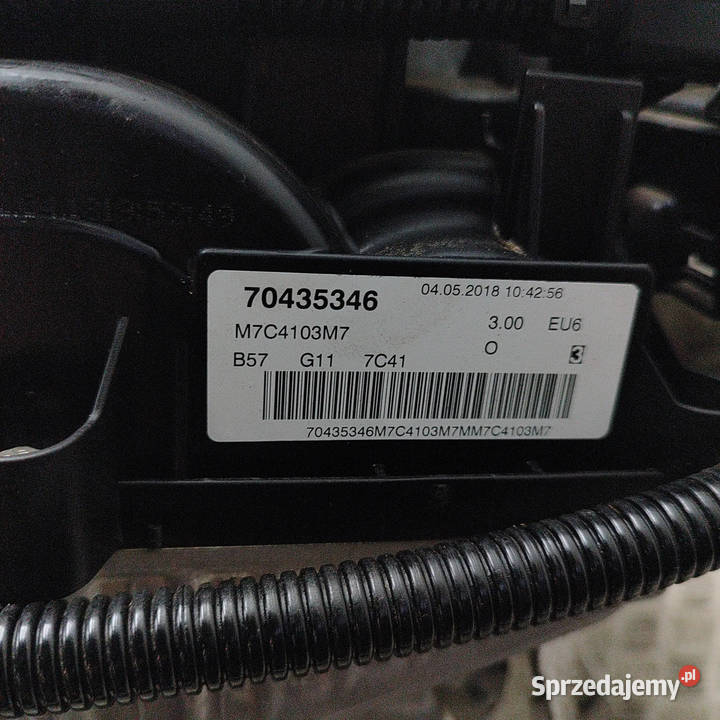 70435346 04.05.2018 10:42:56
M7C4103M7 3.00 EU6
B57 G11 7C41 O 3
70435346M7C4103M7MM7C4103M7
Sprzedajemy.pl